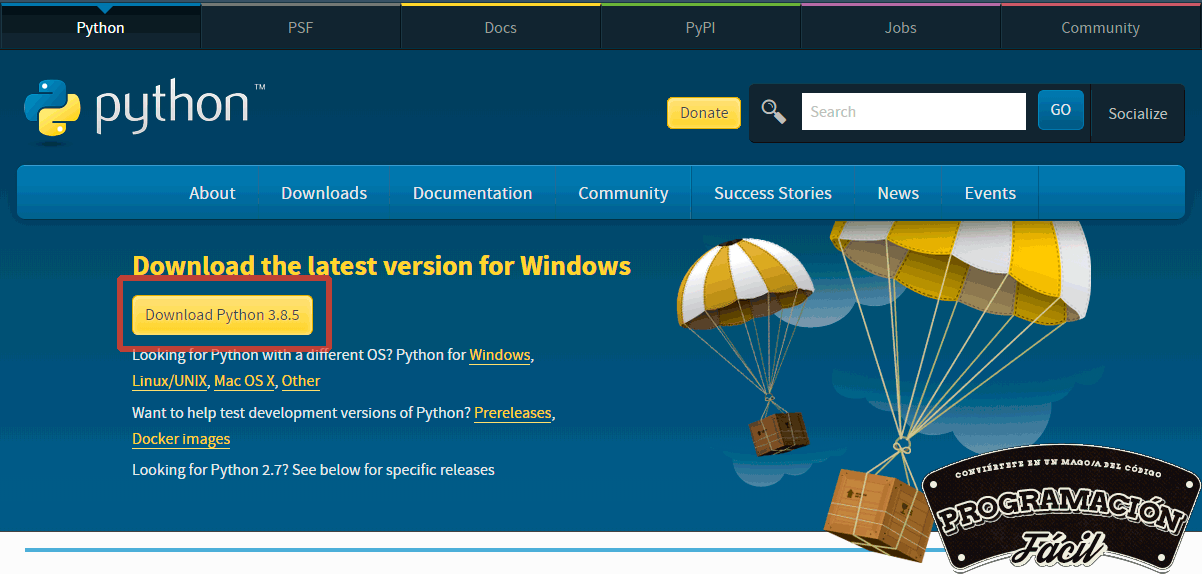 Python
PSF
Docs
PyPI
Jobs
Community
python™
Donate
Search
GO
Socialize
About
Downloads
Documentation
Community
Success Stories
News
Events
Download the latest version for Windows
Download Python 3.8.5
Looking for Python with a different OS? Python for Windows,
Linux/UNIX, Mac OS X, Other
Want to help test development versions of Python? Prereleases,
Docker images
Looking for Python 2.7? See below for specific releases
CONVIÉRTETE EN UN MAGO/A DEL CÓDIGO
PROGRAMACIÓN
Fácil